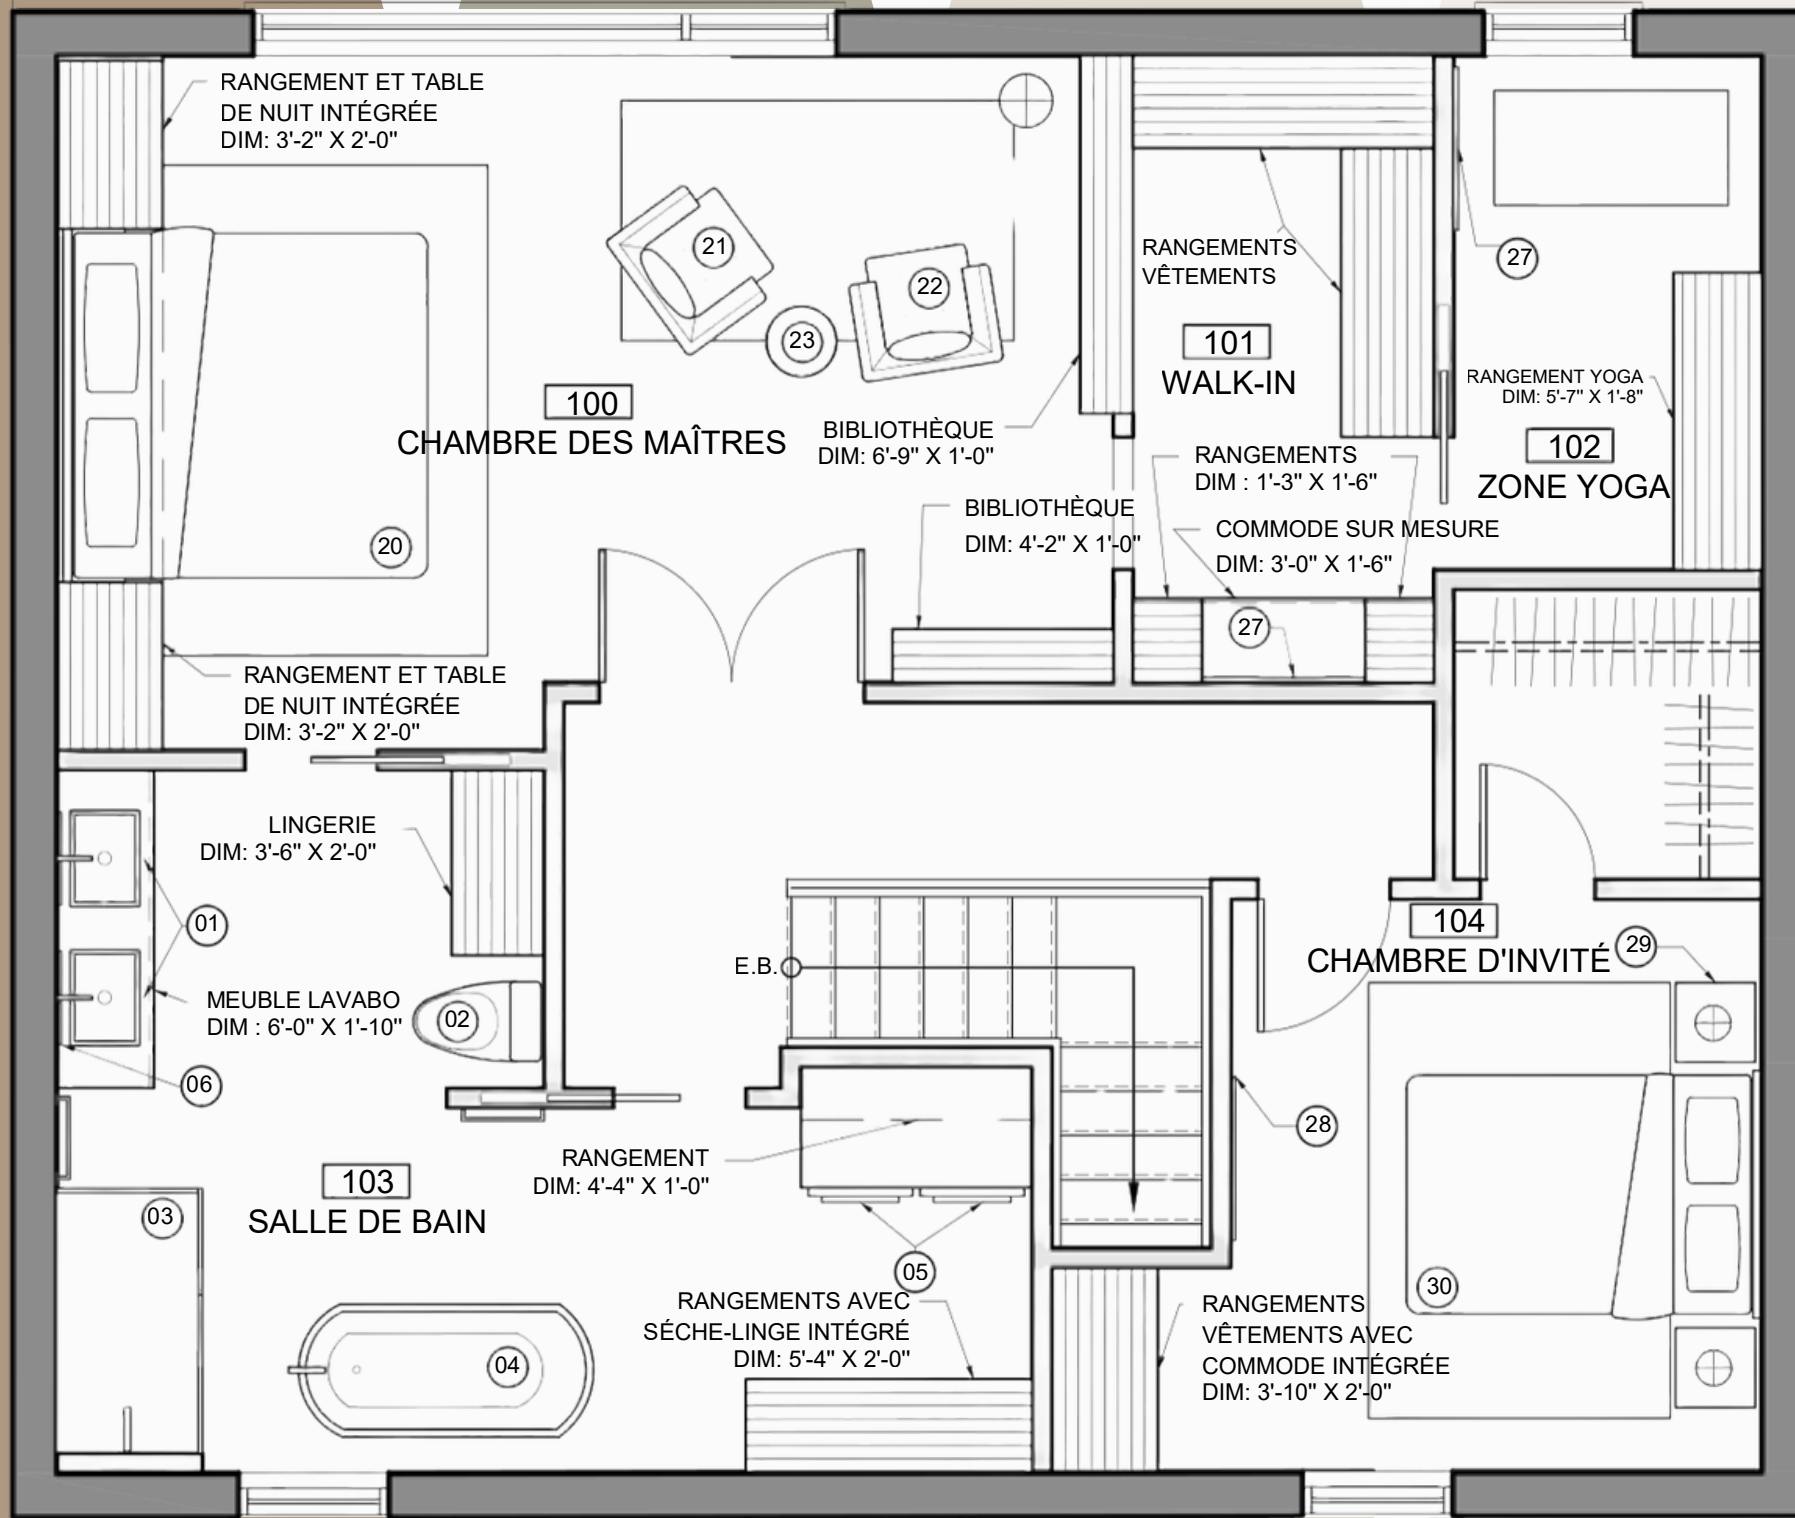 RANGEMENT ET TABLE
DE NUIT INTÉGRÉE
DIM: 3'-2" X 2'-0"
21
22
23
RANGEMENTS
VÊTEMENTS
27
101
WALK-IN
RANGEMENT YOGA
DIM: 5'-7" X 1'-8"
100
CHAMBRE DES MAÎTRES
BIBLIOTHÈQUE
DIM: 6'-9" X 1'-0"
RANGEMENTS
DIM : 1'-3" X 1'-6"
102
ZONE YOGA
20
BIBLIOTHÈQUE
DIM: 4'-2" X 1'-0"
COMMODE SUR MESURE
DIM: 3'-0" X 1'-6"
27
RANGEMENT ET TABLE
DE NUIT INTÉGRÉE
DIM: 3'-2" X 2'-0"
LINGERIE
DIM: 3'-6" X 2'-0"
01
MEUBLE LAVABO
DIM : 6'-0" X 1'-10"
02
06
E.B.
104
CHAMBRE D'INVITÉ
29
28
RANGEMENT
DIM: 4'-4" X 1'-0"
103
SALLE DE BAIN
03
05
04
RANGEMENTS AVEC
SÉCHE-LINGE INTÉGRÉ
DIM: 5'-4" X 2'-0"
30
RANGEMENTS
VÊTEMENTS AVEC
COMMODE INTÉGRÉE
DIM: 3'-10" X 2'-0"